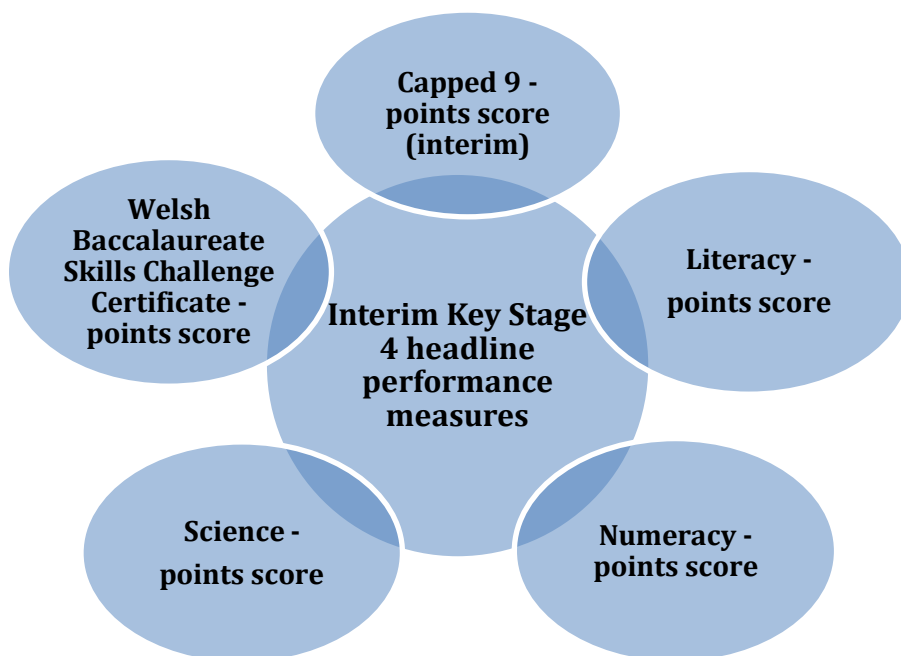 Capped 9 -
points score
(interim)
Welsh
Baccalaureate
Skills Challenge
Certificate -
points score
Literacy -
points score
Interim Key Stage
4 headline
performance
measures
Science -
points score
Numeracy -
points score